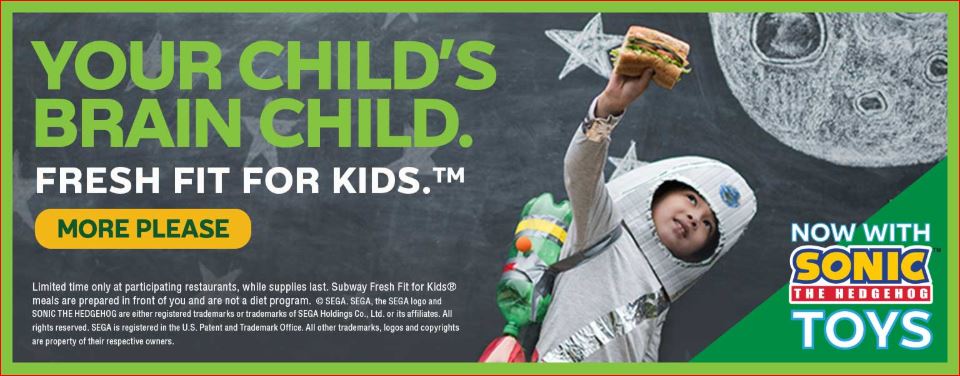 YOUR CHILD'S
BRAIN CHILD.
FRESH FIT FOR KIDS.™
MORE PLEASE
Limited time only at participating restaurants, while supplies last. Subway Fresh Fit for Kids®
meals are prepared in front of you and are not a diet program. © SEGA. SEGA, the SEGA logo and
SONIC THE HEDGEHOG are either registered trademarks or trademarks of SEGA Holdings Co., Ltd. or its affiliates. All
rights reserved. SEGA is registered in the U.S. Patent and Trademark Office. All other trademarks, logos and copyrights
are property of their respective owners.
NOW WITH
SONIC™
THE HEDGEHOG
TOYS